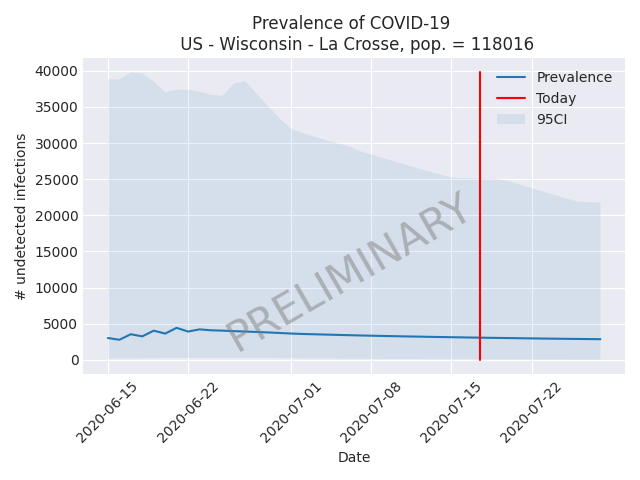 Prevalence of COVID-19
US - Wisconsin - La Crosse, pop. = 118016
# undetected infections
40000
35000
30000
25000
20000
15000
10000
5000
0
Prevalence
Today
95CI
PRELIMINARY
2020-06-15
2020-06-22
2020-07-01
2020-07-08
2020-07-15
2020-07-22
Date